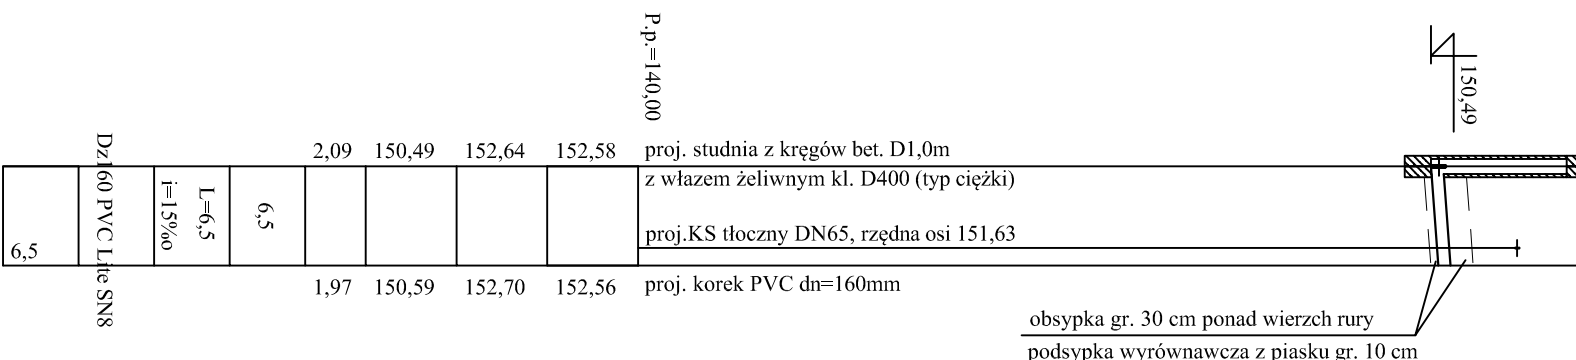 P.p.=140,00
150,49
2,09 150,49 152,64 152,58 proj. studnia z kręgów bet. D1,0m
z włazem żeliwnym kl. D400 (typ ciężki)
6,5
Dz160 PVC Lite SN8
i=15‰
L=6,5
6,5
proj.KS tłoczny DN65, rzędna osi 151,63
1,97 150,59 152,70 152,56 proj. korek PVC dn=160mm
obsypka gr. 30 cm ponad wierzch rury
podsypka wyrównawcza z piasku gr. 10 cm